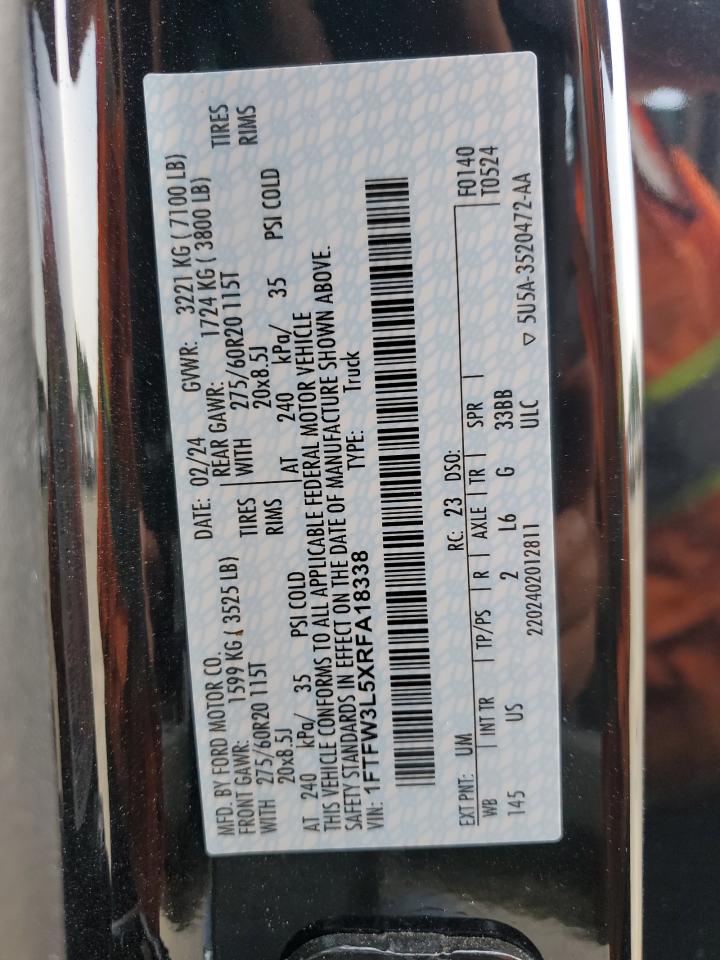 MFD. BY FORD MOTOR CO. DATE: 02/24 GVWR: 3221 KG ( 7100 LB)
FRONT GAWR: 1599 KG ( 3525 LB) REAR GAWR: 1724 KG ( 3800 LB)
WITH 275/60R20 115T TIRES WITH 275/60R20 115T TIRES
20x8.5J RIMS 20x8.5J RIMS
AT 240 kPa/ 35 PSI COLD AT 240 kPa/ 35 PSI COLD
THIS VEHICLE CONFORMS TO ALL APPLICABLE FEDERAL MOTOR VEHICLE
SAFETY STANDARDS IN EFFECT ON THE DATE OF MANUFACTURE SHOWN ABOVE.
VIN: 1FTFW3L5XRFA18338 TYPE: Truck
EXT PNT: UM RC: 23 DSO: F0140
WB INT TR TP/PS R AXLE TR SPR T0524
145 US 2 L6 G 33BB
2202402012811 ULC ▽ 5U5A-3520472-AA